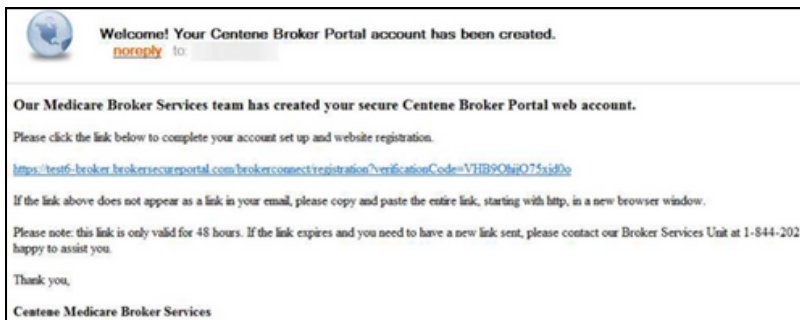 Welcome! Your Centene Broker Portal account has been created.
noreply to:
Our Medicare Broker Services team has created your secure Centene Broker Portal web account.
Please click the link below to complete your account set up and website registration.
https://test6-broker.brokersecureportal.com/brokerconnect/registration?verificationCode=VHB9OhijO75xid0o
If the link above does not appear as a link in your email, please copy and paste the entire link, starting with http, in a new browser window.
Please note: this link is only valid for 48 hours. If the link expires and you need to have a new link sent, please contact our Broker Services Unit at 1-844-202
happy to assist you.
Thank you,
Centene Medicare Broker Services